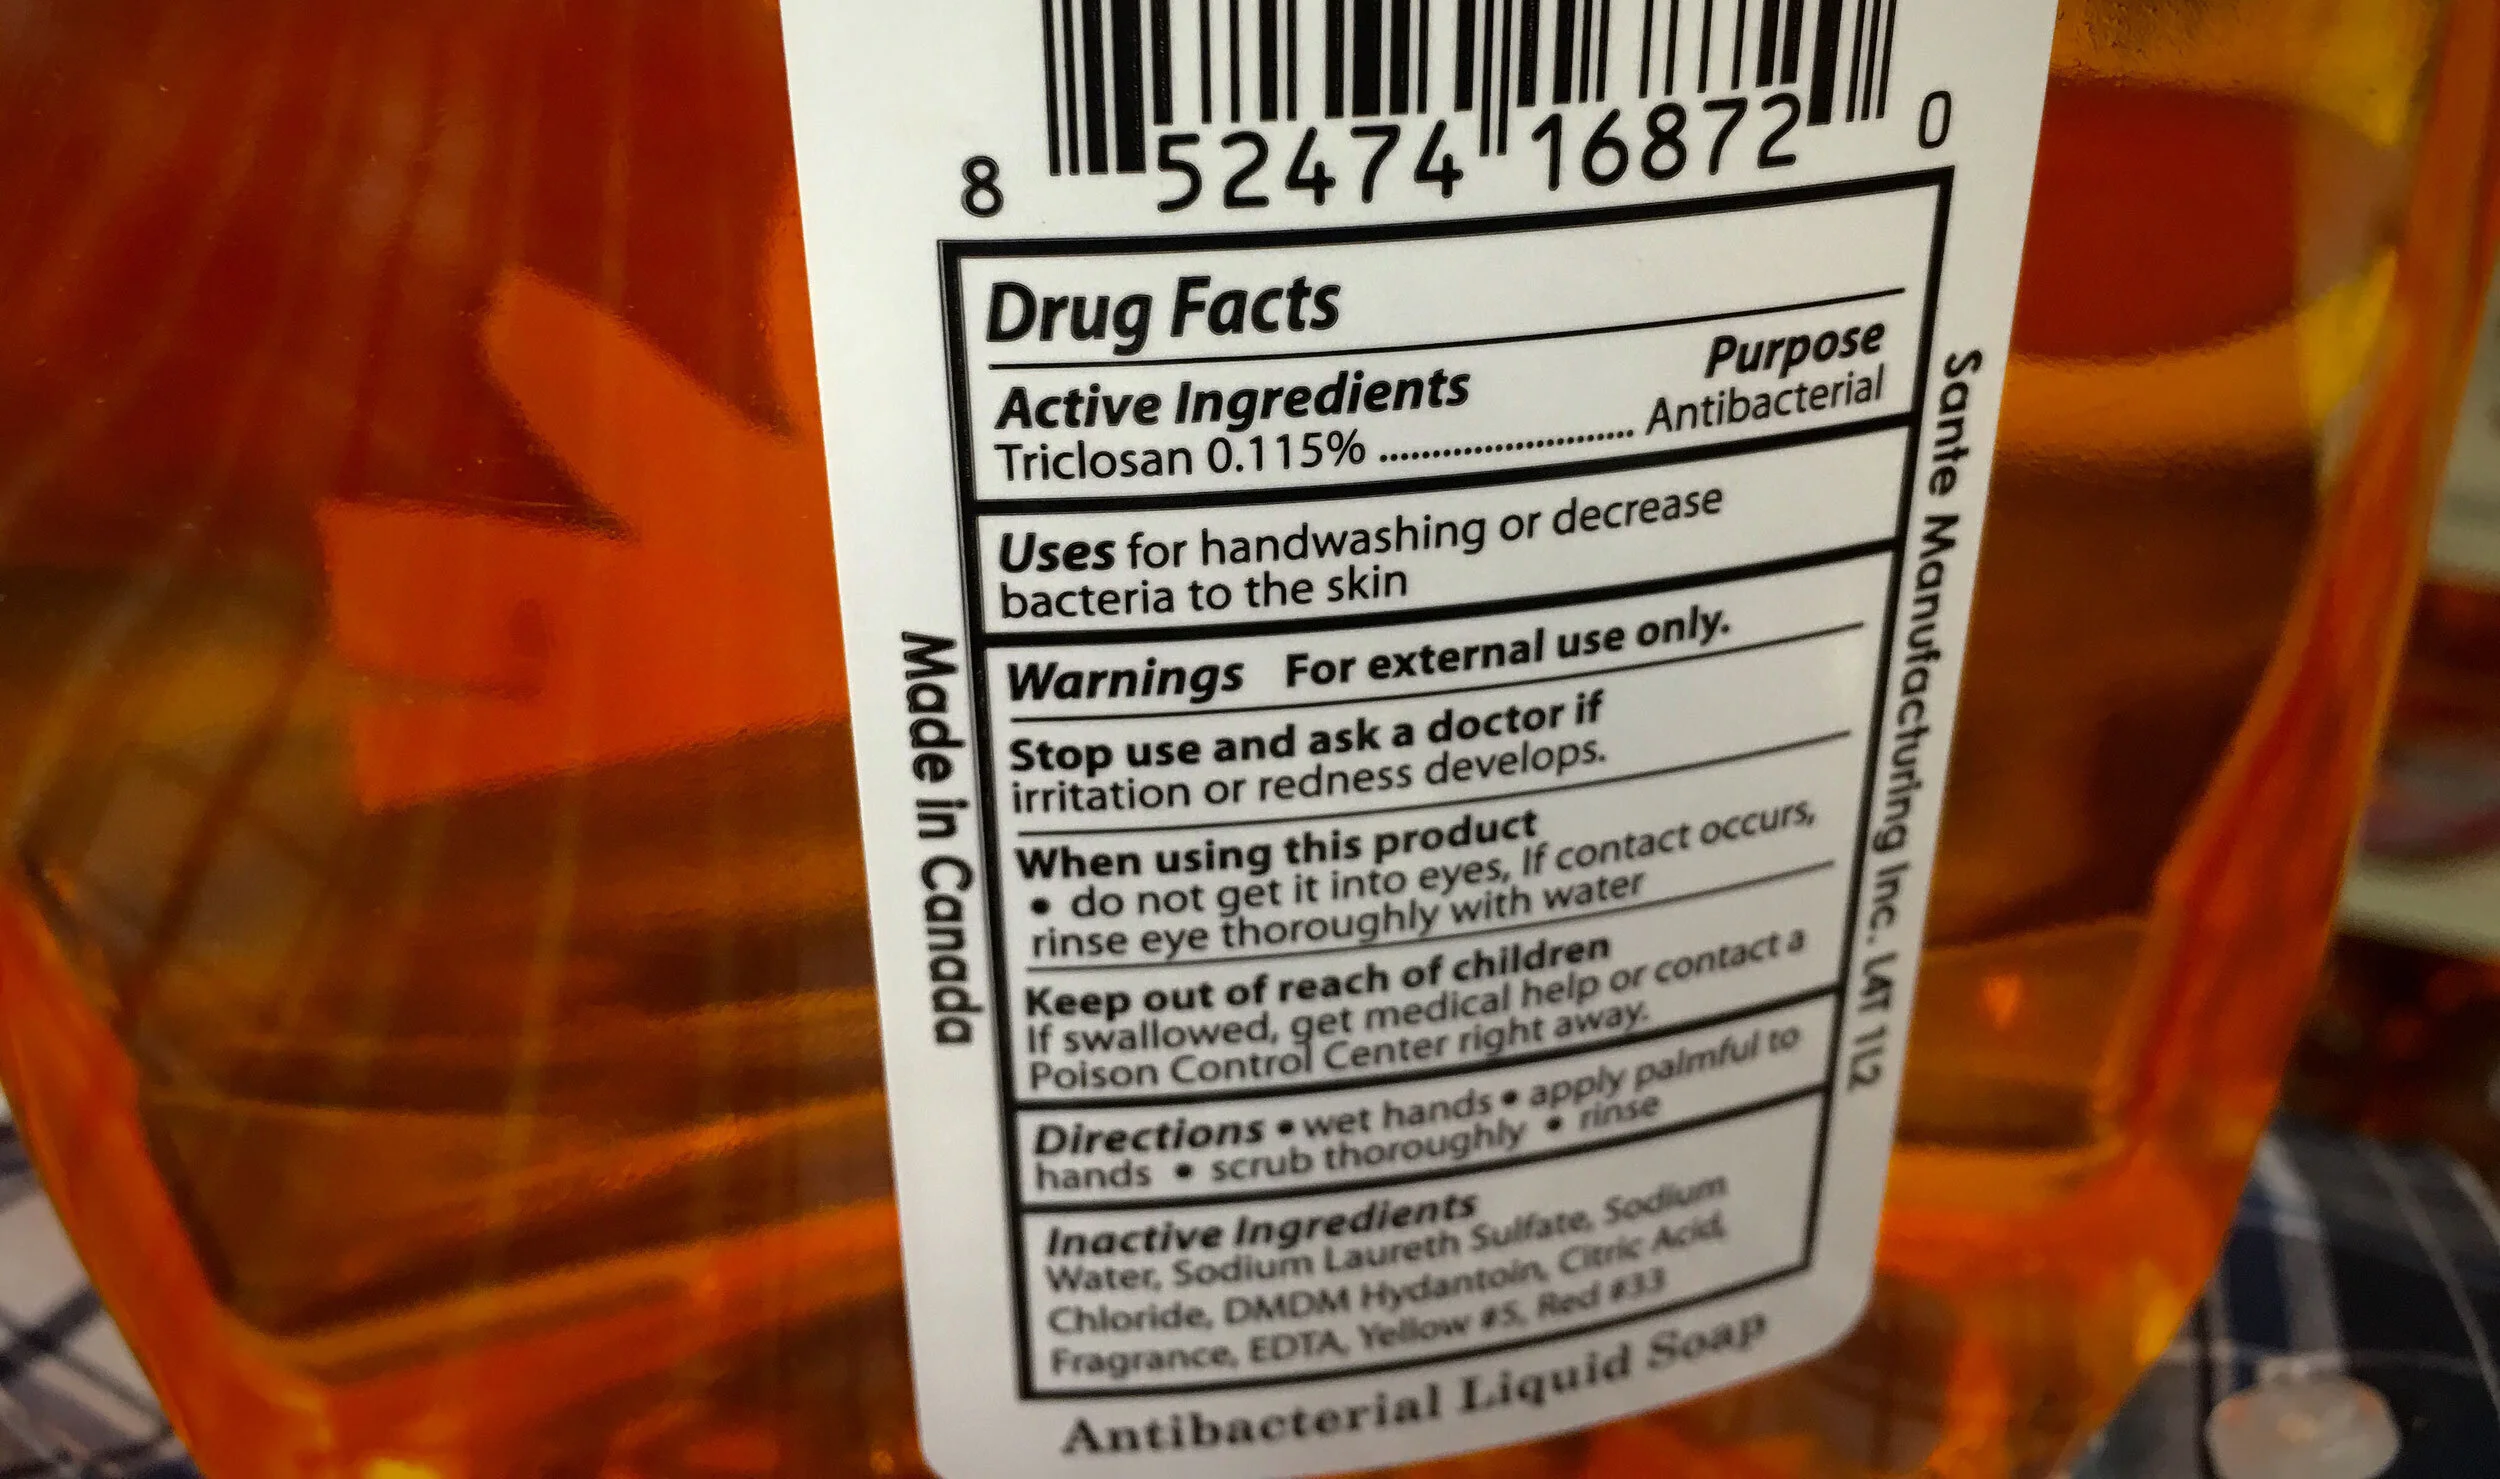 8 52474 16872 0
Drug Facts
Active Ingredients Purpose
Triclosan 0.115% ........................ Antibacterial
Uses for handwashing or decrease
bacteria to the skin
Warnings For external use only.
Stop use and ask a doctor if
irritation or redness develops.
When using this product
• do not get it into eyes, If contact occurs,
rinse eye thoroughly with water
Keep out of reach of children
If swallowed, get medical help or contact a
Poison Control Center right away.
Directions • wet hands • apply palmful to
hands • scrub thoroughly • rinse
Inactive Ingredients
Water, Sodium Laureth Sulfate, Sodium
Chloride, DMDM Hydantoin, Citric Acid,
Fragrance, EDTA, Yellow #5, Red #33
Antibacterial Liquid Soap
Made in Canada
Sante Manufacturing Inc. L4T 1L2